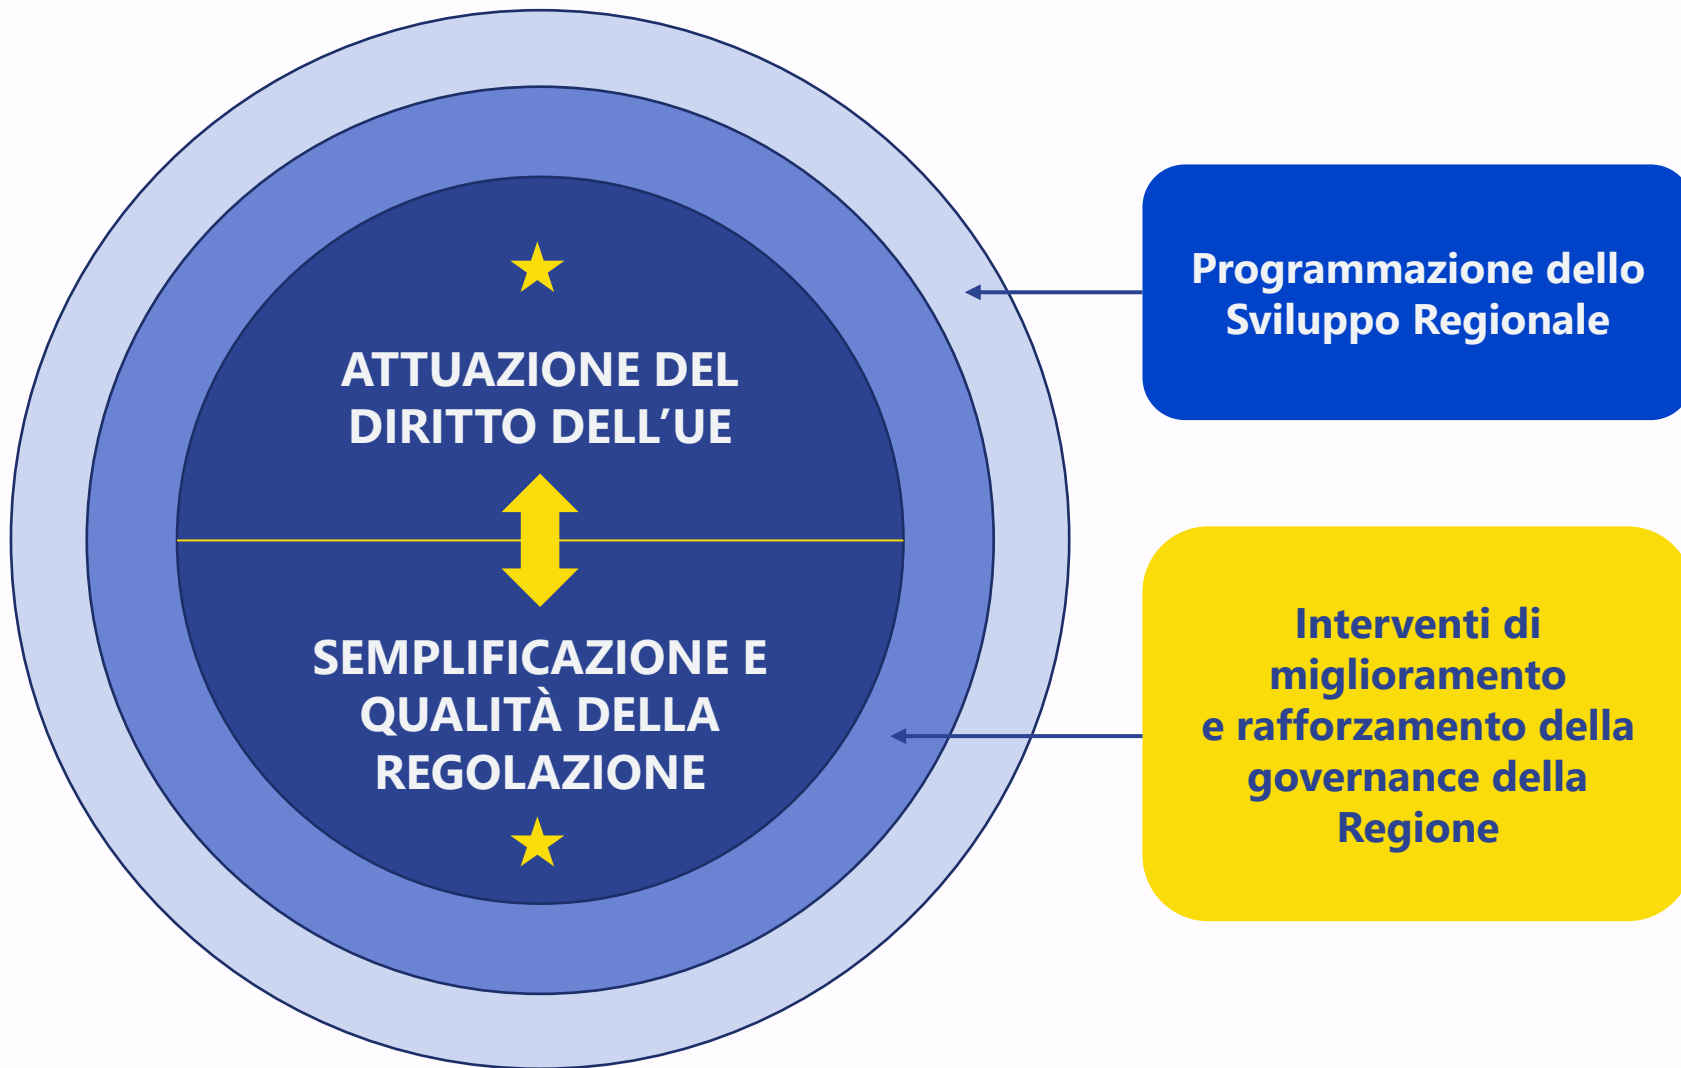 ATTUAZIONE DEL
DIRITTO DELL’UE
SEMPLIFICAZIONE E
QUALITÀ DELLA
REGOLAZIONE
Programmazione dello
Sviluppo Regionale
Interventi di
miglioramento
e rafforzamento della
governance della
Regione